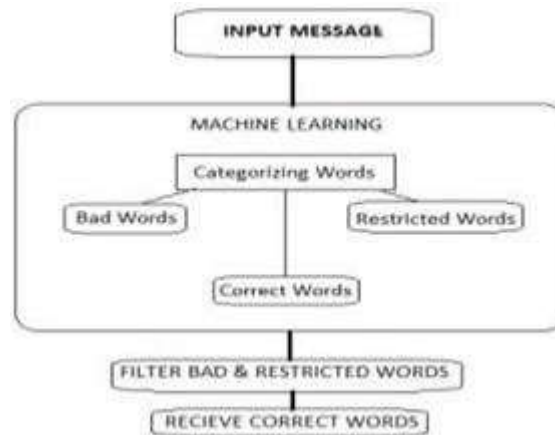 INPUT MESSAGE
MACHINE LEARNING
Categorizing Words
Bad Words
Restricted Words
Correct Words
FILTER BAD & RESTRICTED WORDS
RECIEVE CORRECT WORDS